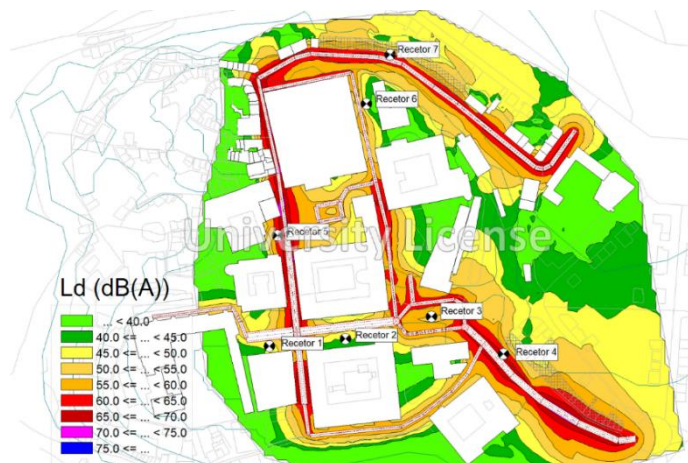 Recetor 7
Recetor 6
Recetor 5
University License
Ld (dB(A))
... < 40.0
40.0 <= ... < 45.0
45.0 <= ... < 50.0
50.0 <= ... < 55.0
55.0 <= ... < 60.0
60.0 <= ... < 65.0
65.0 <= ... < 70.0
70.0 <= ... < 75.0
75.0 <= ...
Recetor 3
Recetor 2
Recetor 1
Recetor 4